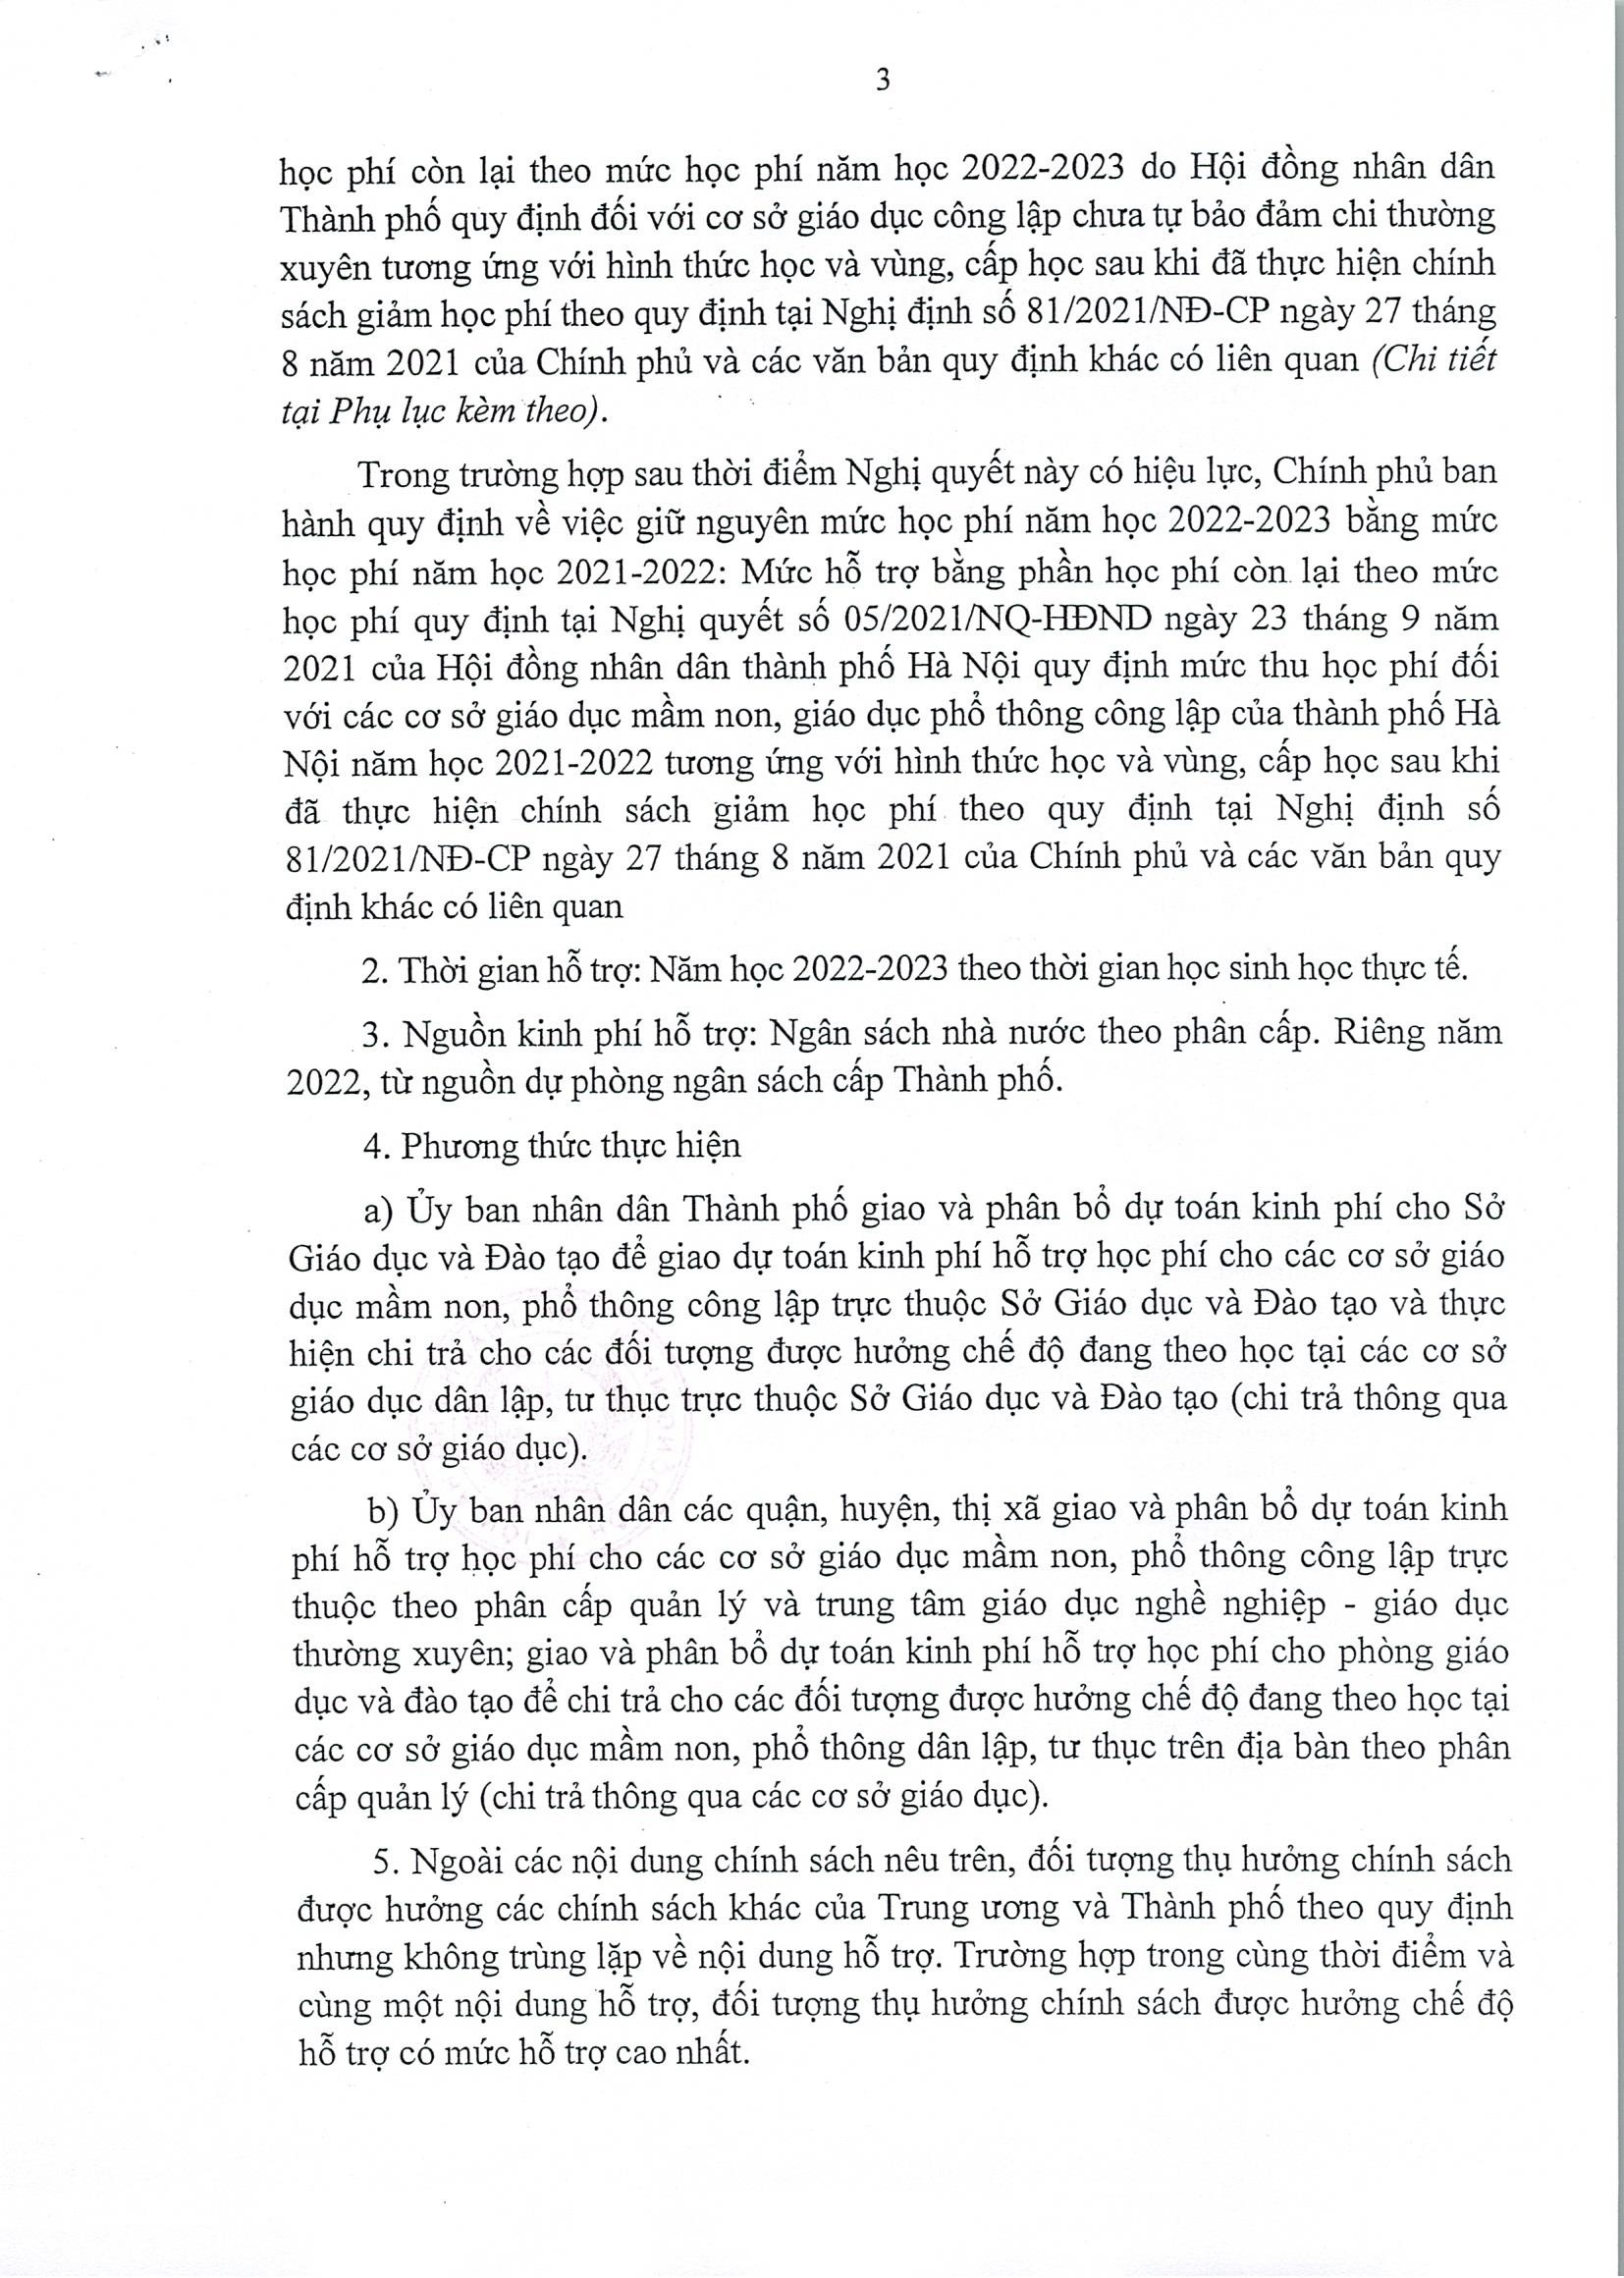 3
học phí còn lại theo mức học phí năm học 2022-2023 do Hội đồng nhân dân
Thành phố quy định đối với cơ sở giáo dục công lập chưa tự bảo đảm chi thường
xuyên tương ứng với hình thức học và vùng, cấp học sau khi đã thực hiện chính
sách giảm học phí theo quy định tại Nghị định số 81/2021/NĐ-CP ngày 27 tháng
8 năm 2021 của Chính phủ và các văn bản quy định khác có liên quan (Chi tiết
tại Phụ lục kèm theo).
Trong trường hợp sau thời điểm Nghị quyết này có hiệu lực, Chính phủ ban
hành quy định về việc giữ nguyên mức học phí năm học 2022-2023 bằng mức
học phí năm học 2021-2022: Mức hỗ trợ bằng phần học phí còn lại theo mức
học phí quy định tại Nghị quyết số 05/2021/NQ-HĐND ngày 23 tháng 9 năm
2021 của Hội đồng nhân dân thành phố Hà Nội quy định mức thu học phí đối
với các cơ sở giáo dục mầm non, giáo dục phổ thông công lập của thành phố Hà
Nội năm học 2021-2022 tương ứng với hình thức học và vùng, cấp học sau khi
đã thực hiện chính sách giảm học phí theo quy định tại Nghị định số
81/2021/NĐ-CP ngày 27 tháng 8 năm 2021 của Chính phủ và các văn bản quy
định khác có liên quan
2. Thời gian hỗ trợ: Năm học 2022-2023 theo thời gian học sinh học thực tế.
3. Nguồn kinh phí hỗ trợ: Ngân sách nhà nước theo phân cấp. Riêng năm
2022, từ nguồn dự phòng ngân sách cấp Thành phố.
4. Phương thức thực hiện
a) Ủy ban nhân dân Thành phố giao và phân bổ dự toán kinh phí cho Sở
Giáo dục và Đào tạo để giao dự toán kinh phí hỗ trợ học phí cho các cơ sở giáo
dục mầm non, phổ thông công lập trực thuộc Sở Giáo dục và Đào tạo và thực
hiện chi trả cho các đối tượng được hưởng chế độ đang theo học tại các cơ sở
giáo dục dân lập, tư thục trực thuộc Sở Giáo dục và Đào tạo (chi trả thông qua
các cơ sở giáo dục).
b) Ủy ban nhân dân các quận, huyện, thị xã giao và phân bổ dự toán kinh
phí hỗ trợ học phí cho các cơ sở giáo dục mầm non, phổ thông công lập trực
thuộc theo phân cấp quản lý và trung tâm giáo dục nghề nghiệp - giáo dục
thường xuyên; giao và phân bổ dự toán kinh phí hỗ trợ học phí cho phòng giáo
dục và đào tạo để chi trả cho các đối tượng được hưởng chế độ đang theo học tại
các cơ sở giáo dục mầm non, phổ thông dân lập, tư thục trên địa bàn theo phân
cấp quản lý (chi trả thông qua các cơ sở giáo dục).
5. Ngoài các nội dung chính sách nêu trên, đối tượng thụ hưởng chính sách
được hưởng các chính sách khác của Trung ương và Thành phố theo quy định
nhưng không trùng lặp về nội dung hỗ trợ. Trường hợp trong cùng thời điểm và
cùng một nội dung hỗ trợ, đối tượng thụ hưởng chính sách được hưởng chế độ
hỗ trợ có mức hỗ trợ cao nhất.